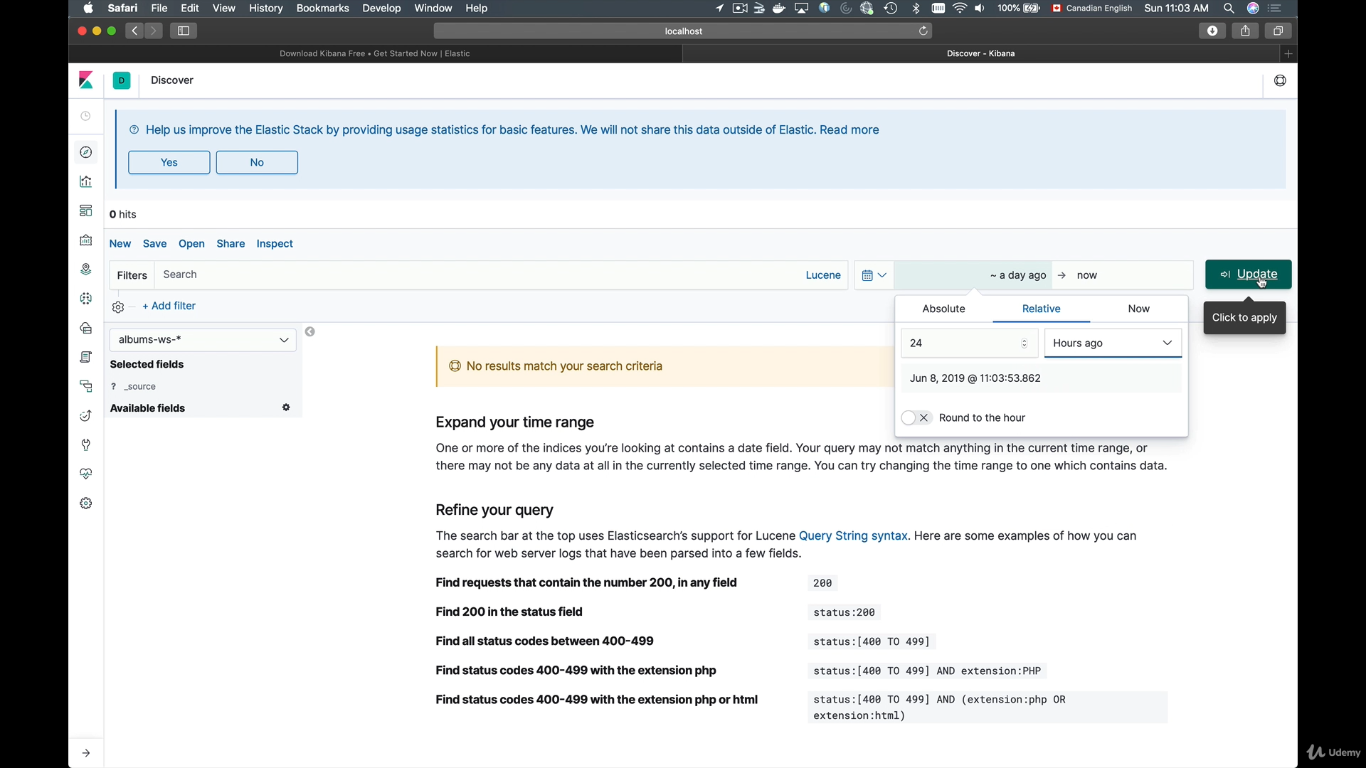 Safari File Edit View History Bookmarks Develop Window Help 100% Canadian English Sun 11:03 AM
localhost
Download Kibana Free • Get Started Now | Elastic
Discover - Kibana
D Discover
Help us improve the Elastic Stack by providing usage statistics for basic features. We will not share this data outside of Elastic. Read more
Yes No
0 hits
New Save Open Share Inspect
Filters Search Lucene ~ a day ago → now Update
+ Add filter
Absolute Relative Now
Click to apply
24 Hours ago
Jun 8, 2019 @ 11:03:53.862
Round to the hour
albums-ws-*
Selected fields
? _source
Available fields
No results match your search criteria
Expand your time range
One or more of the indices you're looking at contains a date field. Your query may not match anything in the current time range, or
there may not be any data at all in the currently selected time range. You can try changing the time range to one which contains data.
Refine your query
The search bar at the top uses Elasticsearch's support for Lucene Query String syntax. Here are some examples of how you can
search for web server logs that have been parsed into a few fields.
Find requests that contain the number 200, in any field 200
Find 200 in the status field status:200
Find all status codes between 400-499 status:[400 TO 499]
Find status codes 400-499 with the extension php status:[400 TO 499] AND extension:PHP
Find status codes 400-499 with the extension php or html status:[400 TO 499] AND (extension:php OR
extension:html)
Udemy